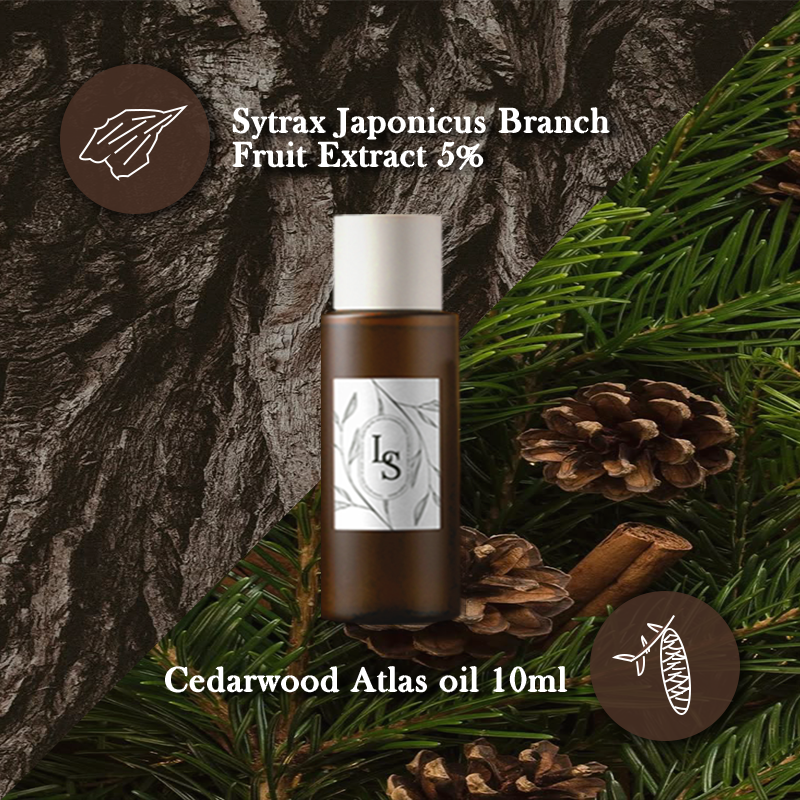 Sytrax Japonicus Branch
Fruit Extract 5%
LS
Cedarwood Atlas oil 10ml